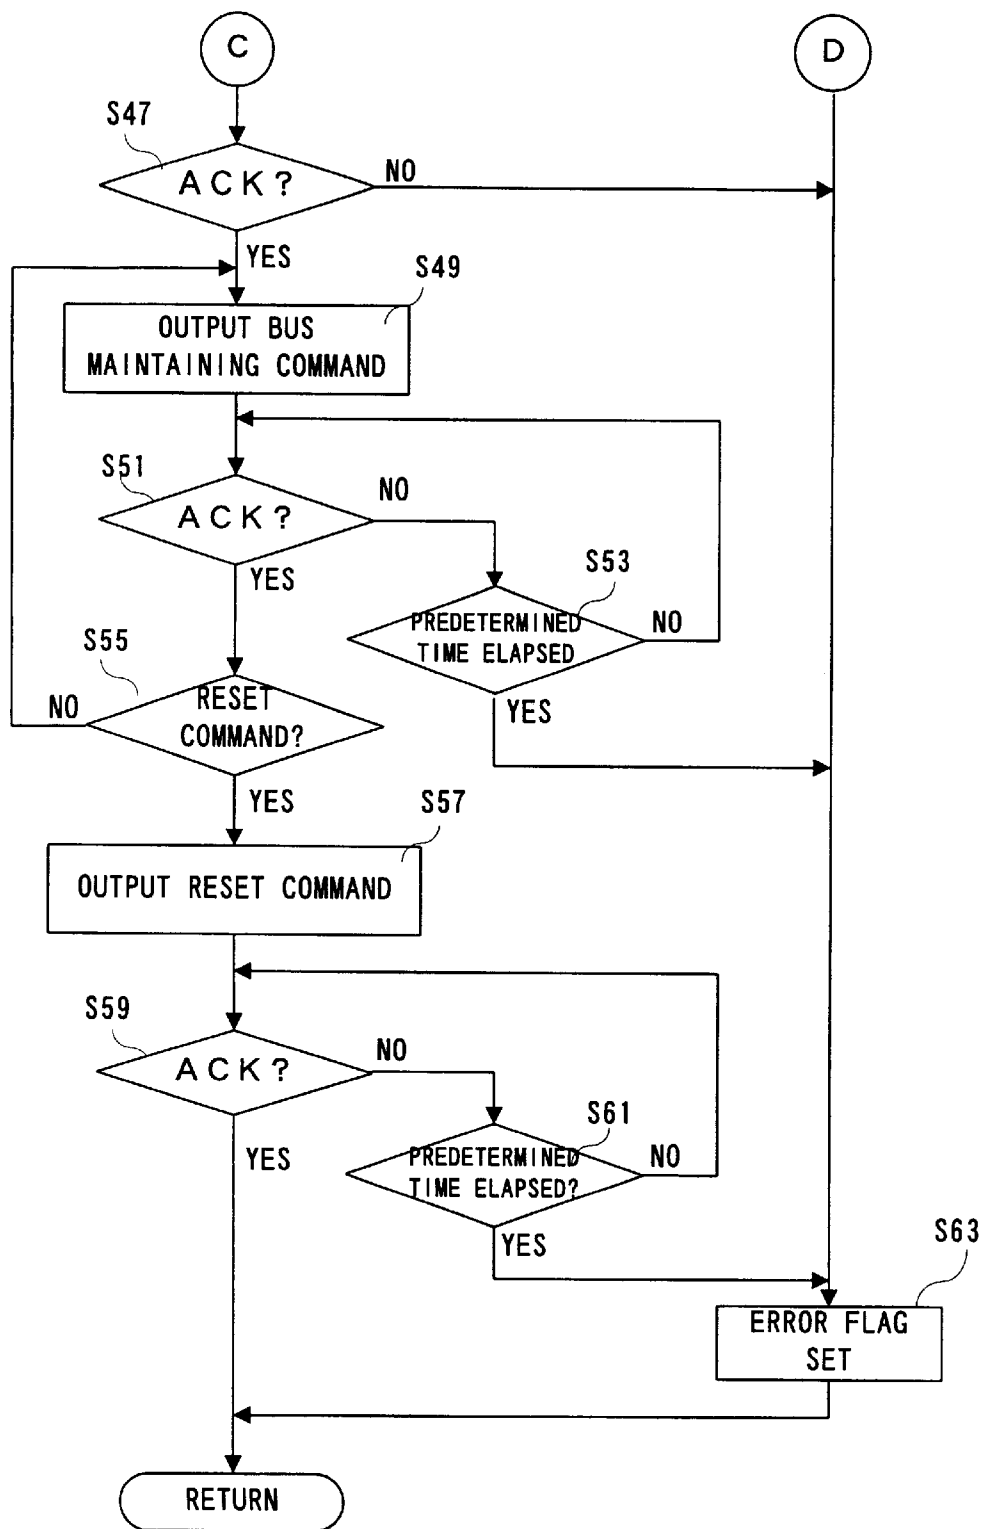 C
D
S47
ACK?
NO
YES
S49
OUTPUT BUS
MAINTAINING COMMAND
S51
ACK?
NO
YES
S53
PREDETERMINED
TIME ELAPSED
NO
YES
S55
RESET
COMMAND?
NO
YES
S57
OUTPUT RESET COMMAND
S59
ACK?
NO
YES
S61
PREDETERMINED
TIME ELAPSED?
NO
YES
S63
ERROR FLAG
SET
RETURN